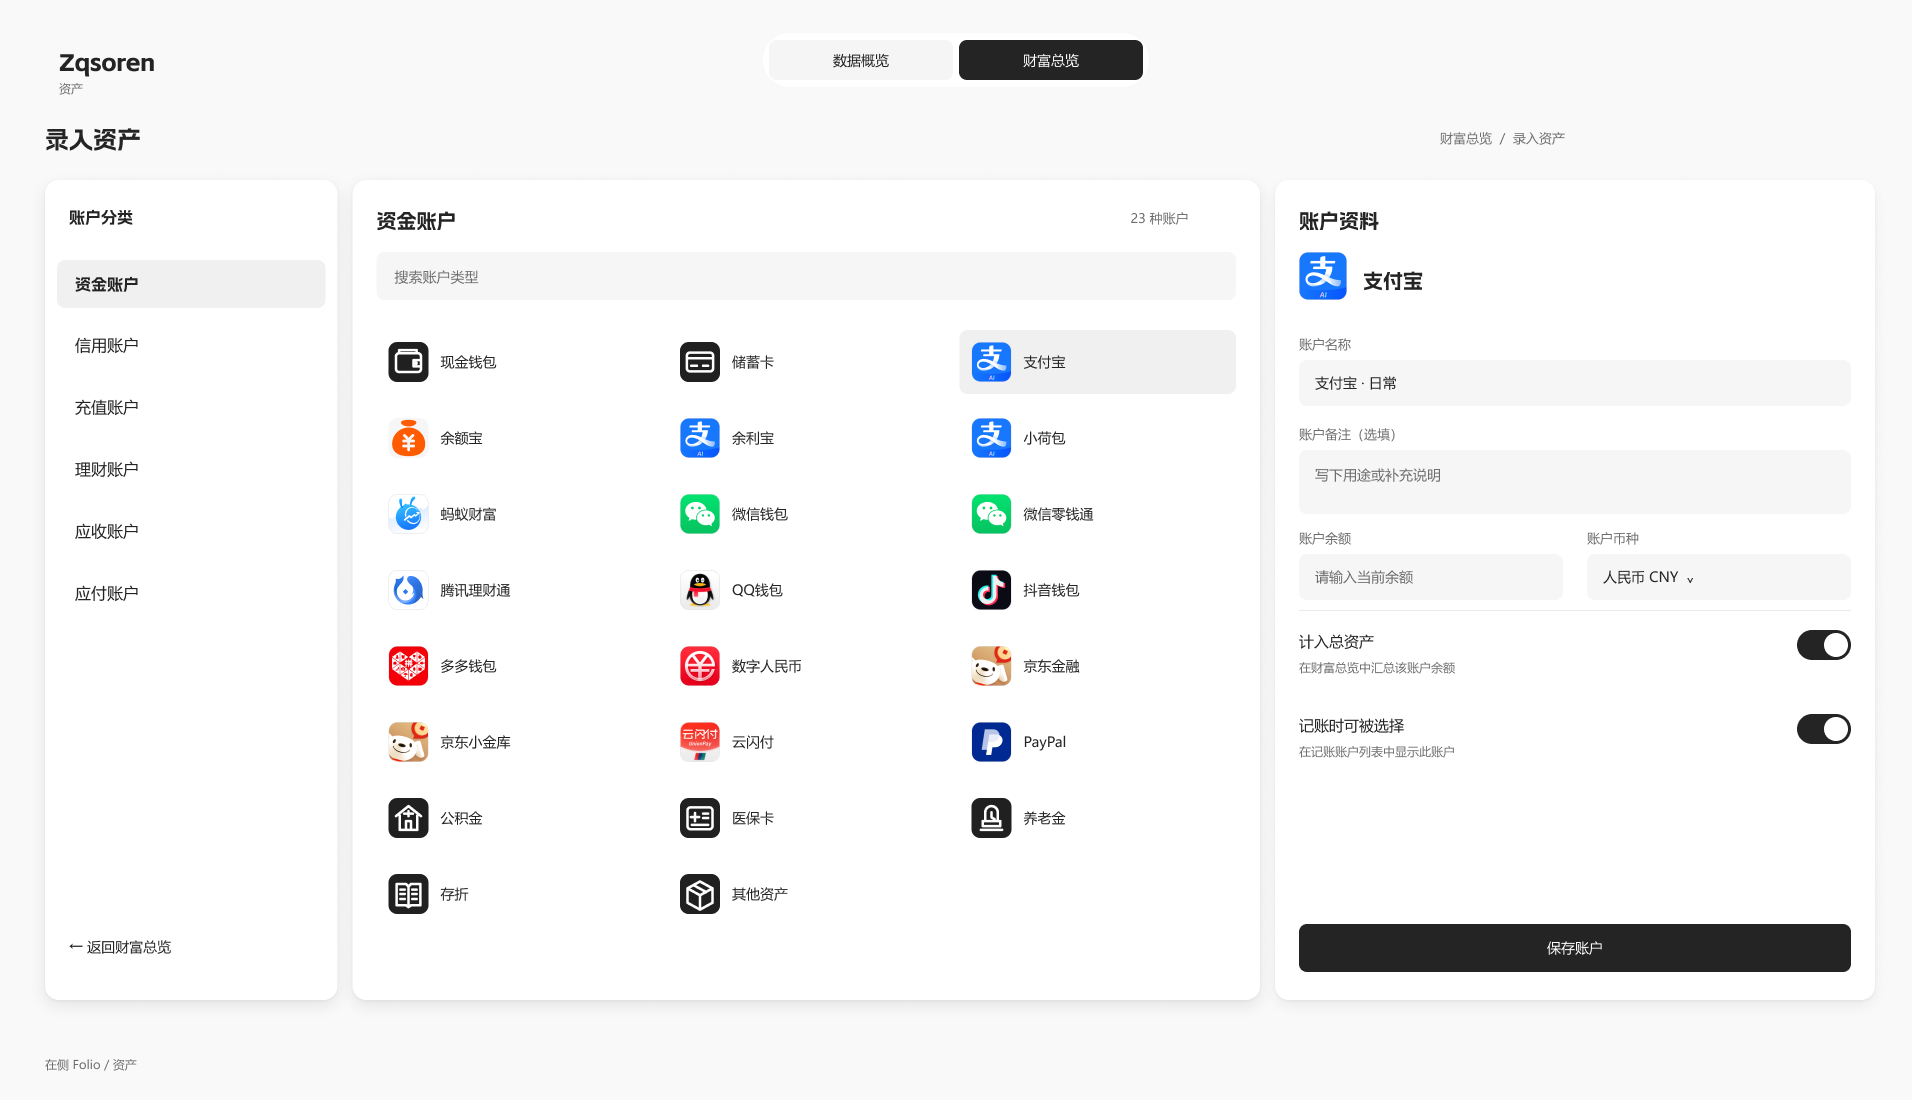 Zqsoren
资产
数据概览
财富总览
录入资产
财富总览 / 录入资产
账户分类
资金账户
信用账户
充值账户
理财账户
应收账户
应付账户
← 返回财富总览
资金账户
23 种账户
搜索账户类型
现金钱包
储蓄卡
支
AI
支付宝
余额宝
支
AI
余利宝
支
AI
小荷包
蚂蚁财富
微信钱包
微信零钱通
腾讯理财通
QQ钱包
抖音钱包
多多钱包
数字人民币
京东金融
京东小金库
云闪付
UnionPay
云闪付
PayPal
公积金
医保卡
养老金
存折
其他资产
账户资料
支
AI
支付宝
账户名称
支付宝 · 日常
账户备注（选填）
写下用途或补充说明
账户余额
账户币种
请输入当前余额
人民币 CNY
计入总资产
在财富总览中汇总该账户余额
记账时可被选择
在记账账户列表中显示此账户
保存账户
在侧 Folio / 资产